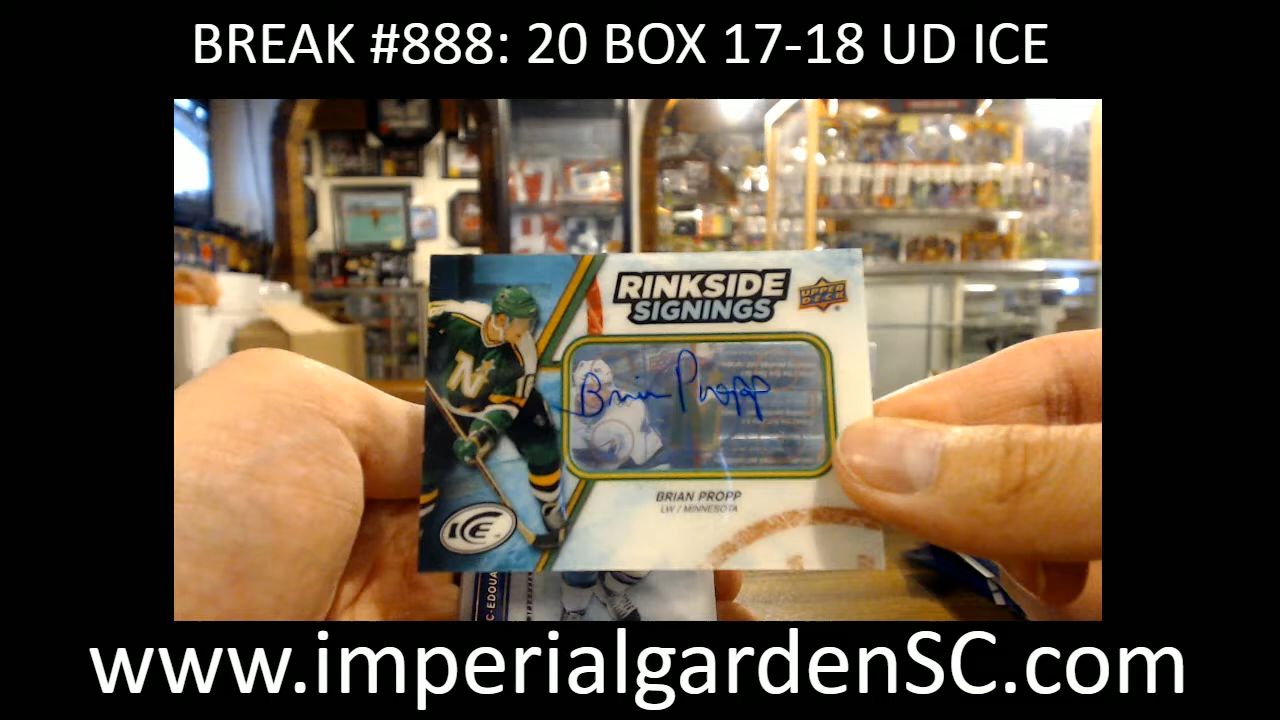 BREAK #888: 20 BOX 17-18 UD ICE
RINKSIDE
SIGNINGS
UPPER
DECK
N
Brian Propp
BRIAN PROPP
LW / MINNESOTA
ICE
C-EDOUA
www.imperialgardenSC.com